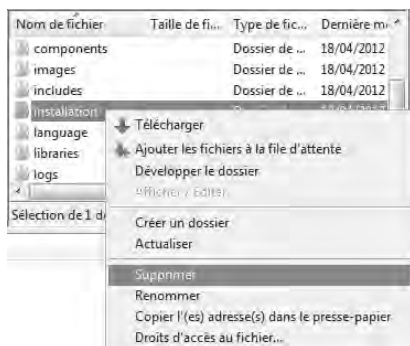 Nom de fichier Taille de fi... Type de fic... Dernière m
components Dossier de ... 18/04/2012
images Dossier de ... 18/04/2012
includes Dossier de ... 18/04/2012
installation
language
libraries
logs
Sélection de 1 d
Télécharger
Ajouter les fichiers à la file d'attente
Développer le dossier
Afficher / Editer
Créer un dossier
Actualiser
Supprimer
Renommer
Copier l'(es) adresse(s) dans le presse-papier
Droits d'accès au fichier...